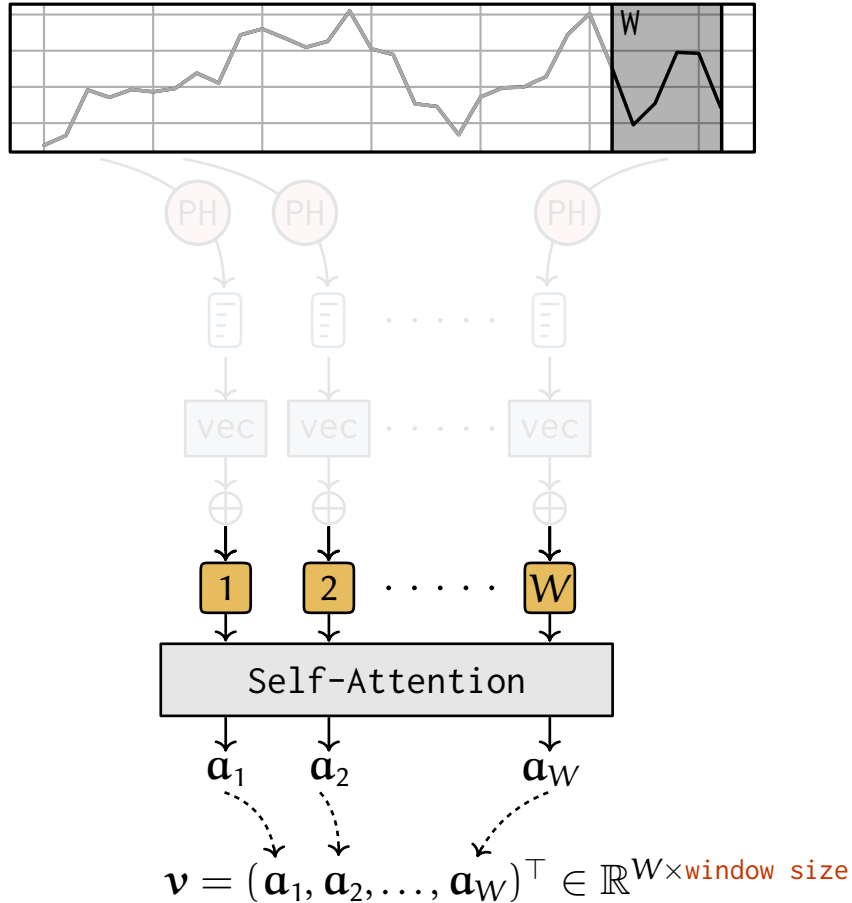 W
PH PH PH
· · · · ·
vec vec · · · · · vec
1 2 · · · · · W
Self-Attention
a₁ a₂ a_W
v = (a₁, a₂, ..., a_W)^⊤ ∈ ℝ^{W×window size}